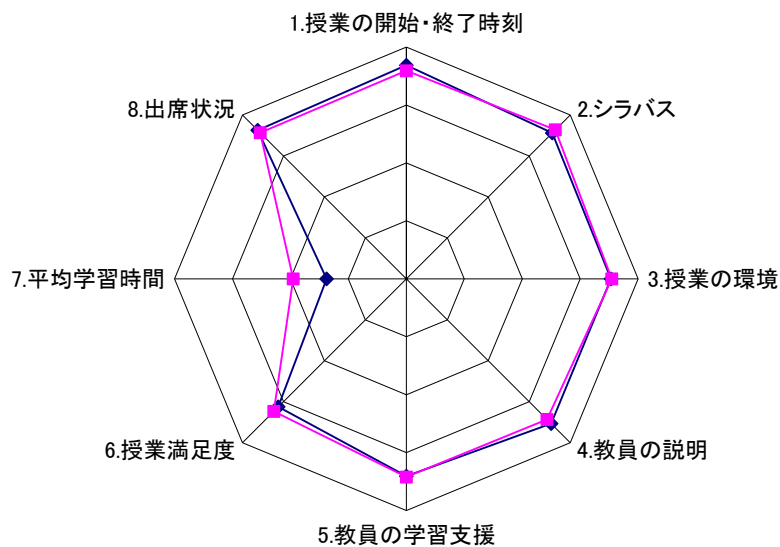 1.授業の開始・終了時刻
2.シラバス
3.授業の環境
4.教員の説明
5.教員の学習支援
6.授業満足度
7.平均学習時間
8.出席状況